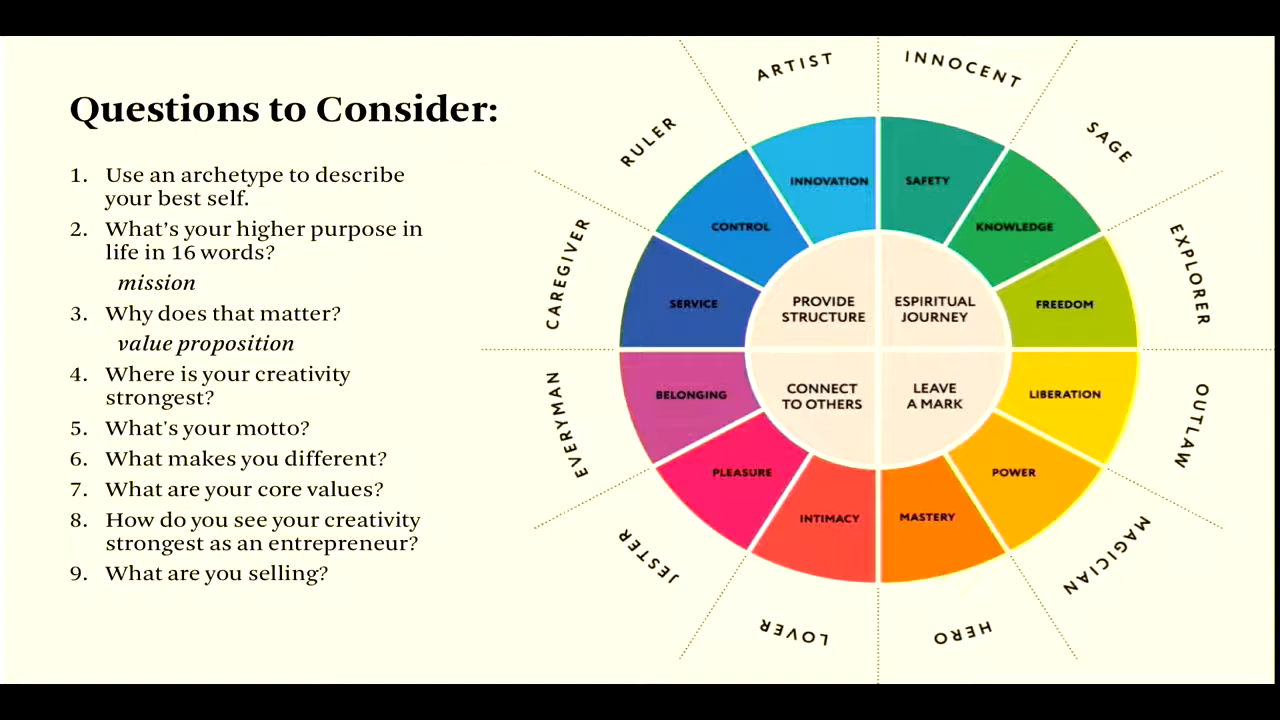 Questions to Consider:
1. Use an archetype to describe
your best self.
2. What's your higher purpose in
life in 16 words?
mission
3. Why does that matter?
value proposition
4. Where is your creativity
strongest?
5. What's your motto?
6. What makes you different?
7. What are your core values?
8. How do you see your creativity
strongest as an entrepreneur?
9. What are you selling?
ARTIST
INNOCENT
SAGE
EXPLORER
OUTLAW
MAGICIAN
HERO
LOVER
JESTER
EVERYMAN
CAREGIVER
RULER
INNOVATION
SAFETY
KNOWLEDGE
FREEDOM
LIBERATION
POWER
MASTERY
INTIMACY
PLEASURE
BELONGING
SERVICE
CONTROL
PROVIDE
STRUCTURE
ESPIRITUAL
JOURNEY
CONNECT
TO OTHERS
LEAVE
A MARK